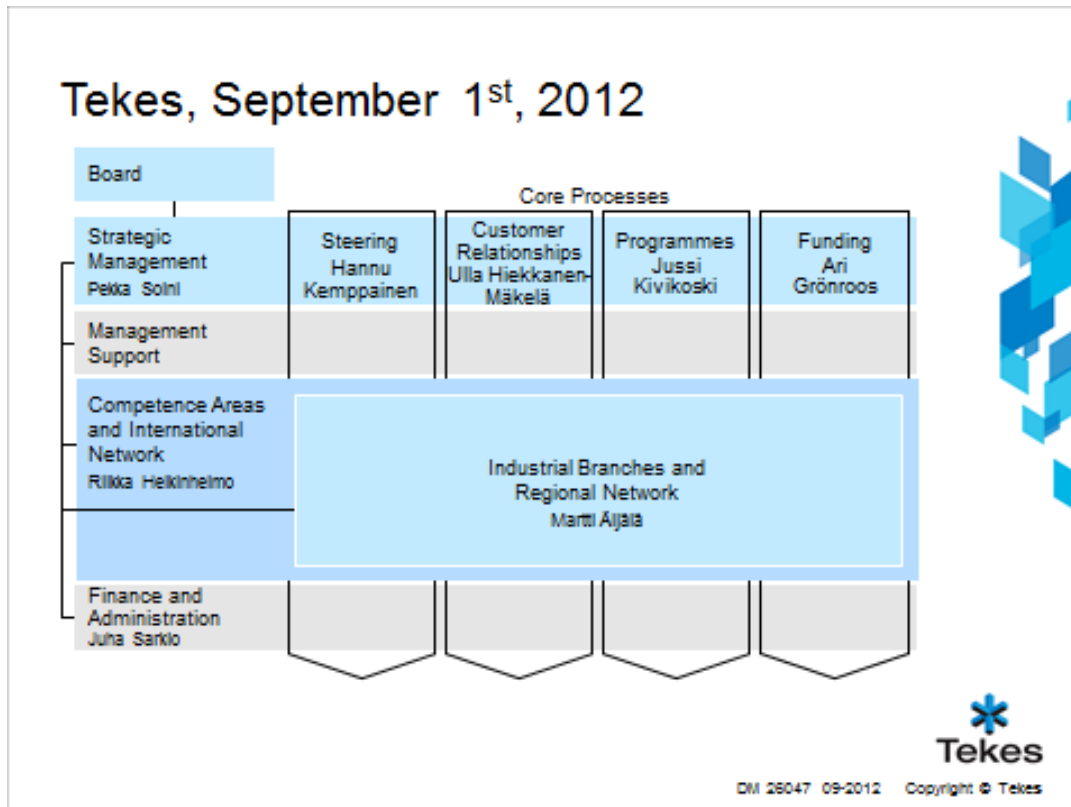 Tekes, September 1st, 2012
Board
Core Processes
Strategic
Management
Pekka Soini
Steering
Hannu
Kemppainen
Customer
Relationships
Ulla Hiekkanen-
Mäkelä
Programmes
Jussi
Kivikoski
Funding
Ari
Grönroos
Management
Support
Competence Areas
and International
Network
Riikka Heikinheimo
Industrial Branches and
Regional Network
Martti Äijälä
Finance and
Administration
Juha Sarkio
Tekes
DM 26047 09-2012 Copyright © Tekes